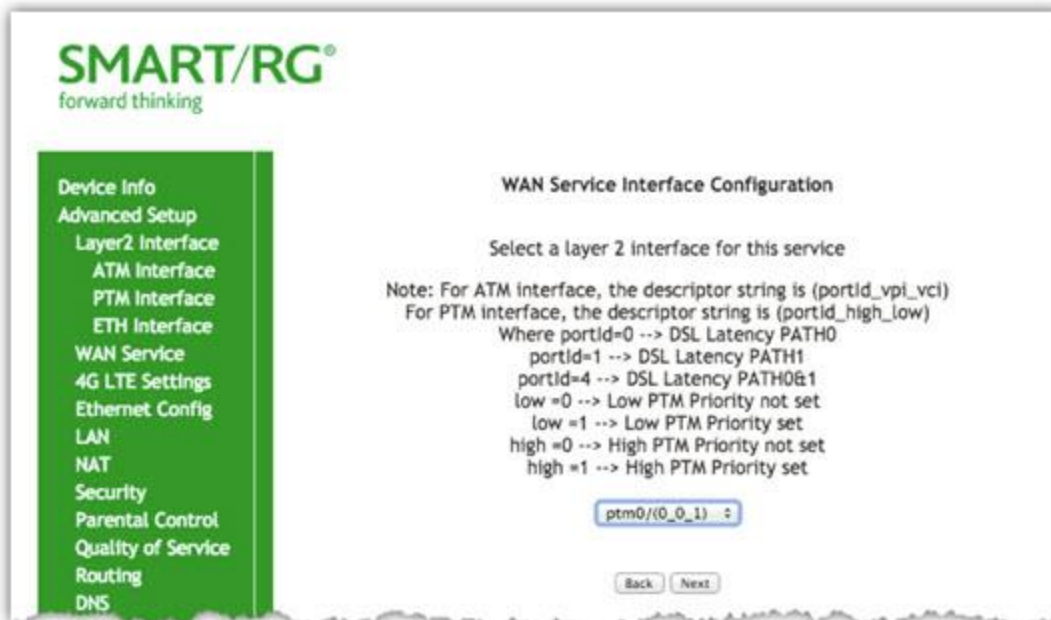 SMART/RG®
forward thinking
Device Info
Advanced Setup
Layer2 Interface
ATM Interface
PTM Interface
ETH Interface
WAN Service
4G LTE Settings
Ethernet Config
LAN
NAT
Security
Parental Control
Quality of Service
Routing
DNS
WAN Service Interface Configuration
Select a layer 2 interface for this service
Note: For ATM interface, the descriptor string is (portId_vpi_vci)
For PTM interface, the descriptor string is (portId_high_low)
Where portId=0 --> DSL Latency PATH0
portId=1 --> DSL Latency PATH1
portId=4 --> DSL Latency PATH0&1
low =0 --> Low PTM Priority not set
low =1 --> Low PTM Priority set
high =0 --> High PTM Priority not set
high =1 --> High PTM Priority set
ptm0/(0_0_1)
Back Next